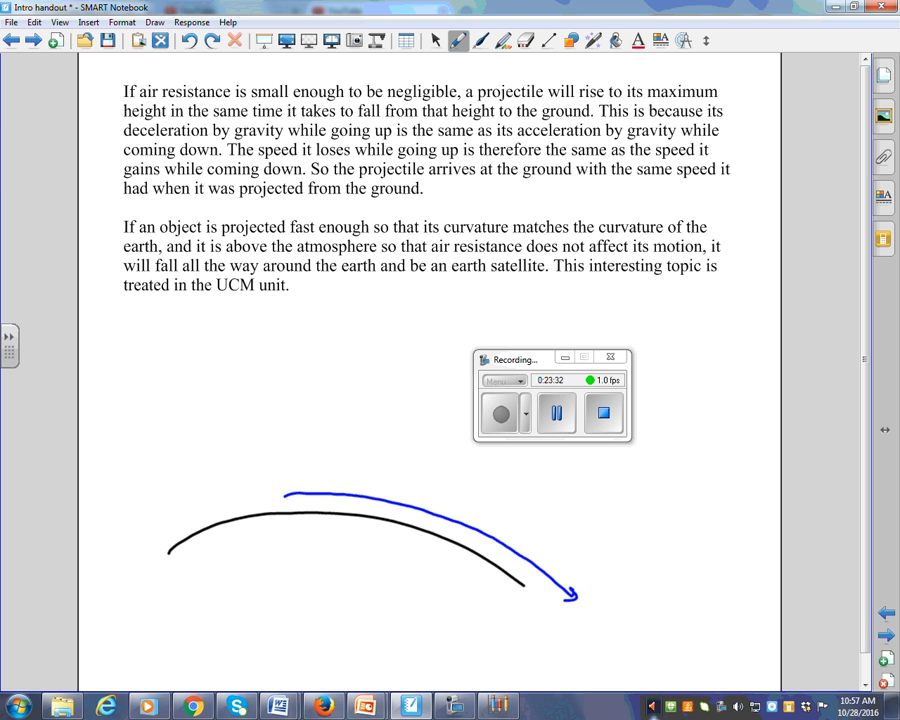 Intro handout * - SMART Notebook
File Edit View Insert Format Draw Response Help
If air resistance is small enough to be negligible, a projectile will rise to its maximum
height in the same time it takes to fall from that height to the ground. This is because its
deceleration by gravity while going up is the same as its acceleration by gravity while
coming down. The speed it loses while going up is therefore the same as the speed it
gains while coming down. So the projectile arrives at the ground with the same speed it
had when it was projected from the ground.
If an object is projected fast enough so that its curvature matches the curvature of the
earth, and it is above the atmosphere so that air resistance does not affect its motion, it
will fall all the way around the earth and be an earth satellite. This interesting topic is
treated in the UCM unit.
Recording...
Menu 0:23:32 1.0 fps
10:57 AM
10/28/2016